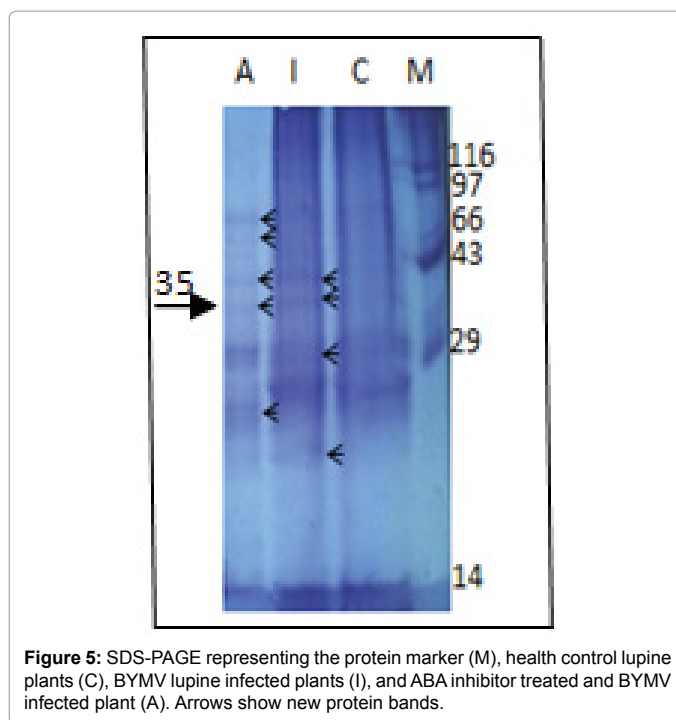 A I C M
116
97
66
43
35
29
14
Figure 5: SDS-PAGE representing the protein marker (M), health control lupine
plants (C), BYMV lupine infected plants (I), and ABA inhibitor treated and BYMV
infected plant (A). Arrows show new protein bands.